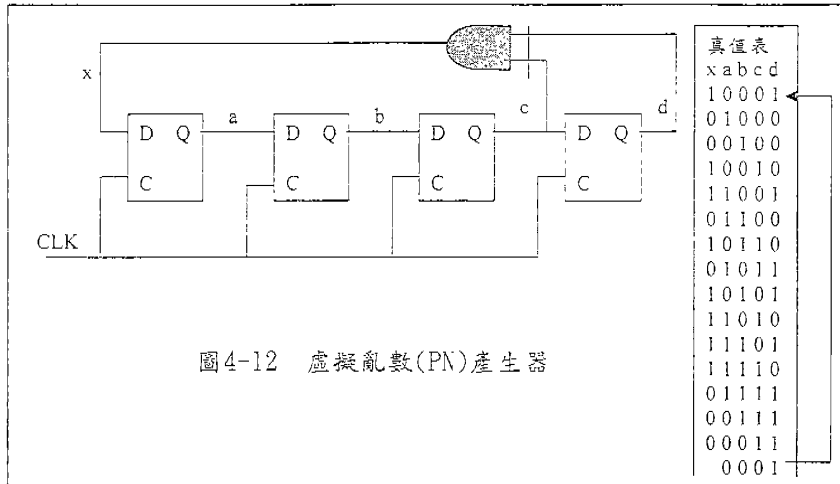 x
D Q
C
a
D Q
C
b
D Q
C
c
D Q
C
d
CLK
圖4-12 虛擬亂數(PN)產生器
真值表
x a b c d
1 0 0 0 1
0 1 0 0 0
0 0 1 0 0
1 0 0 1 0
1 1 0 0 1
0 1 1 0 0
1 0 1 1 0
0 1 0 1 1
1 0 1 0 1
1 1 0 1 0
1 1 1 0 1
1 1 1 1 0
0 1 1 1 1
0 0 1 1 1
0 0 0 1 1
0 0 0 1